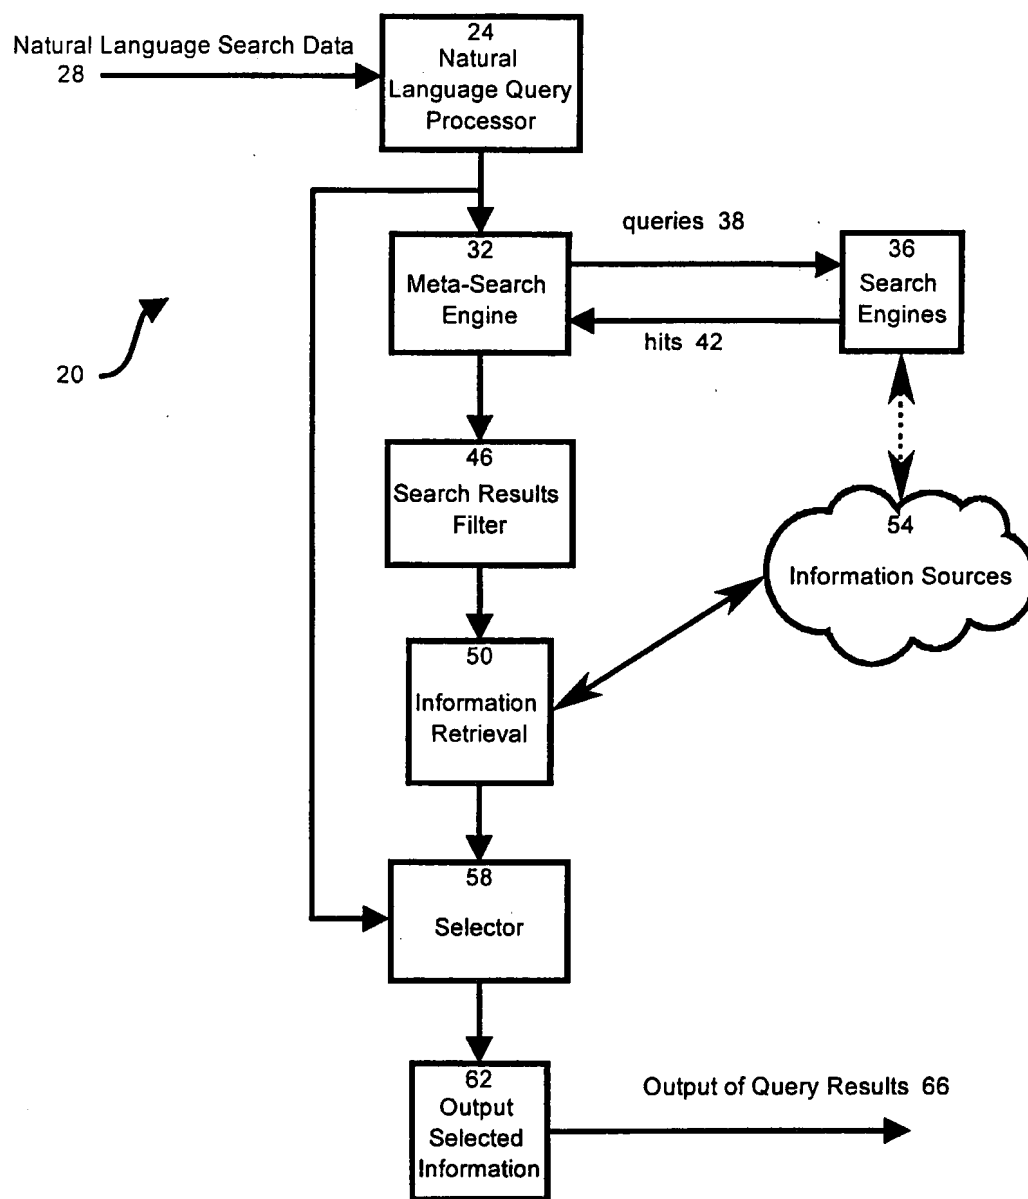 Natural Language Search Data
28
24
Natural
Language Query
Processor
queries 38
32
Meta-Search
Engine
36
Search
Engines
hits 42
20
46
Search Results
Filter
54
Information Sources
50
Information
Retrieval
58
Selector
62
Output
Selected
Information
Output of Query Results 66